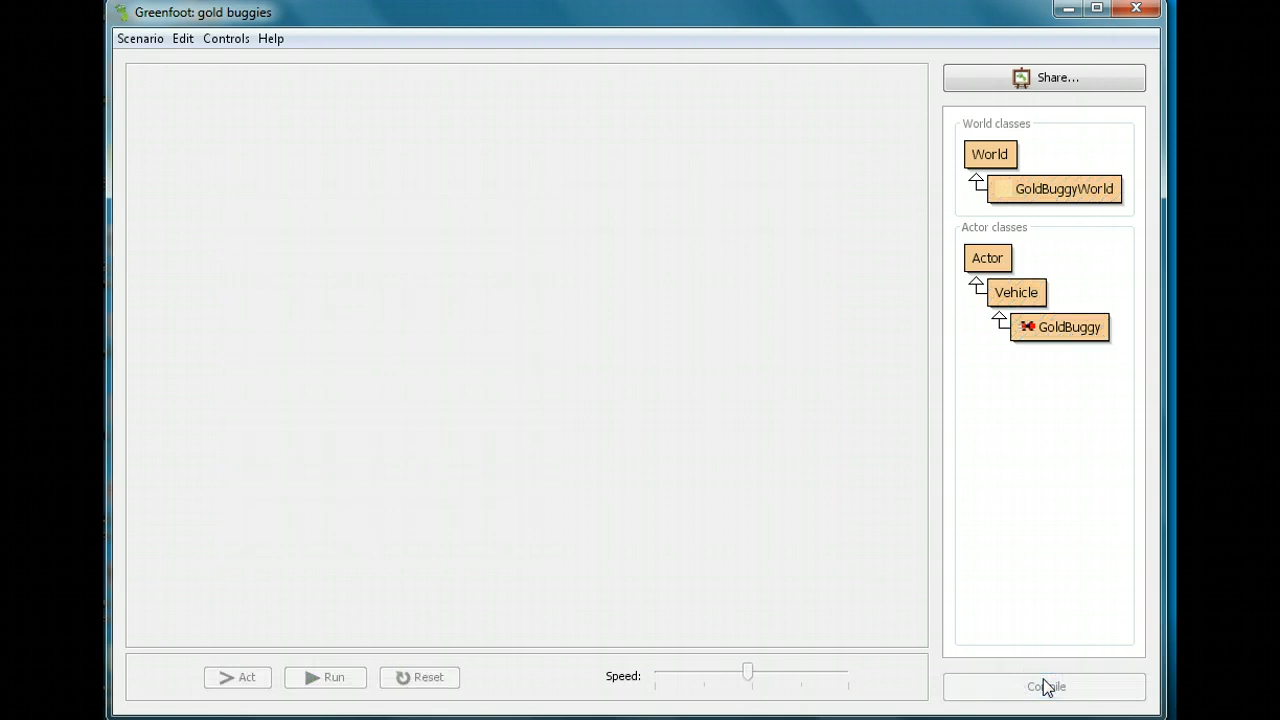 Greenfoot: gold buggies
Scenario Edit Controls Help
Share...
World classes
World
GoldBuggyWorld
Actor classes
Actor
Vehicle
GoldBuggy
Act Run Reset Speed:
Compile